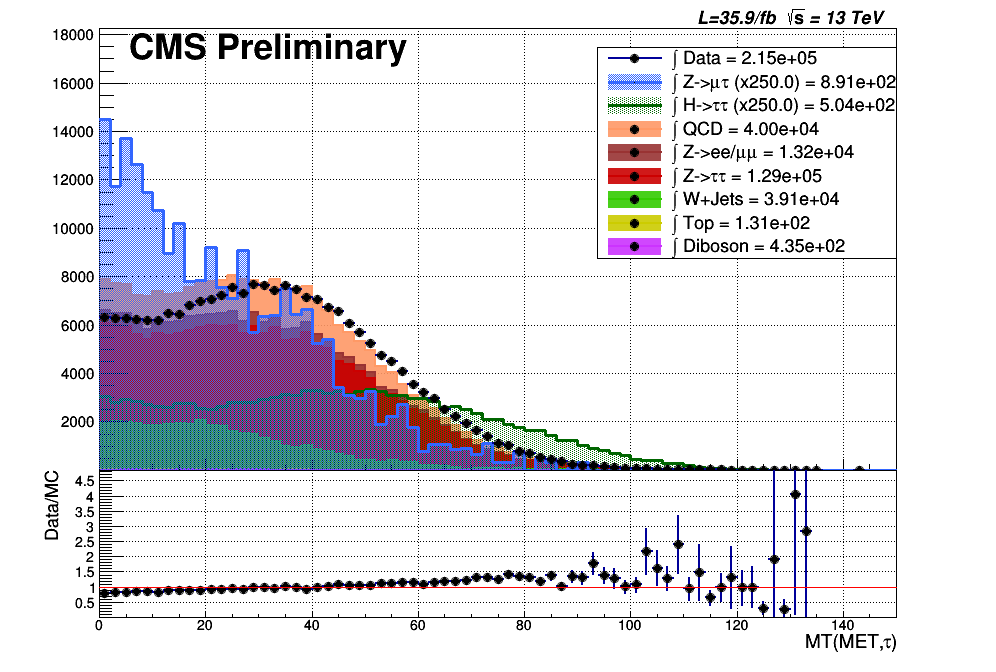 L=35.9/fb √s = 13 TeV
CMS Preliminary
∫ Data = 2.15e+05
∫ Z->μτ (x250.0) = 8.91e+02
∫ H->ττ (x250.0) = 5.04e+02
∫ QCD = 4.00e+04
∫ Z->ee/μμ = 1.32e+04
∫ Z->ττ = 1.29e+05
∫ W+Jets = 3.91e+04
∫ Top = 1.31e+02
∫ Diboson = 4.35e+02
18000
16000
14000
12000
10000
8000
6000
4000
2000
Data/MC
4.5
4
3.5
3
2.5
2
1.5
1
0.5
0 20 40 60 80 100 120 140
MT(MET,τ)